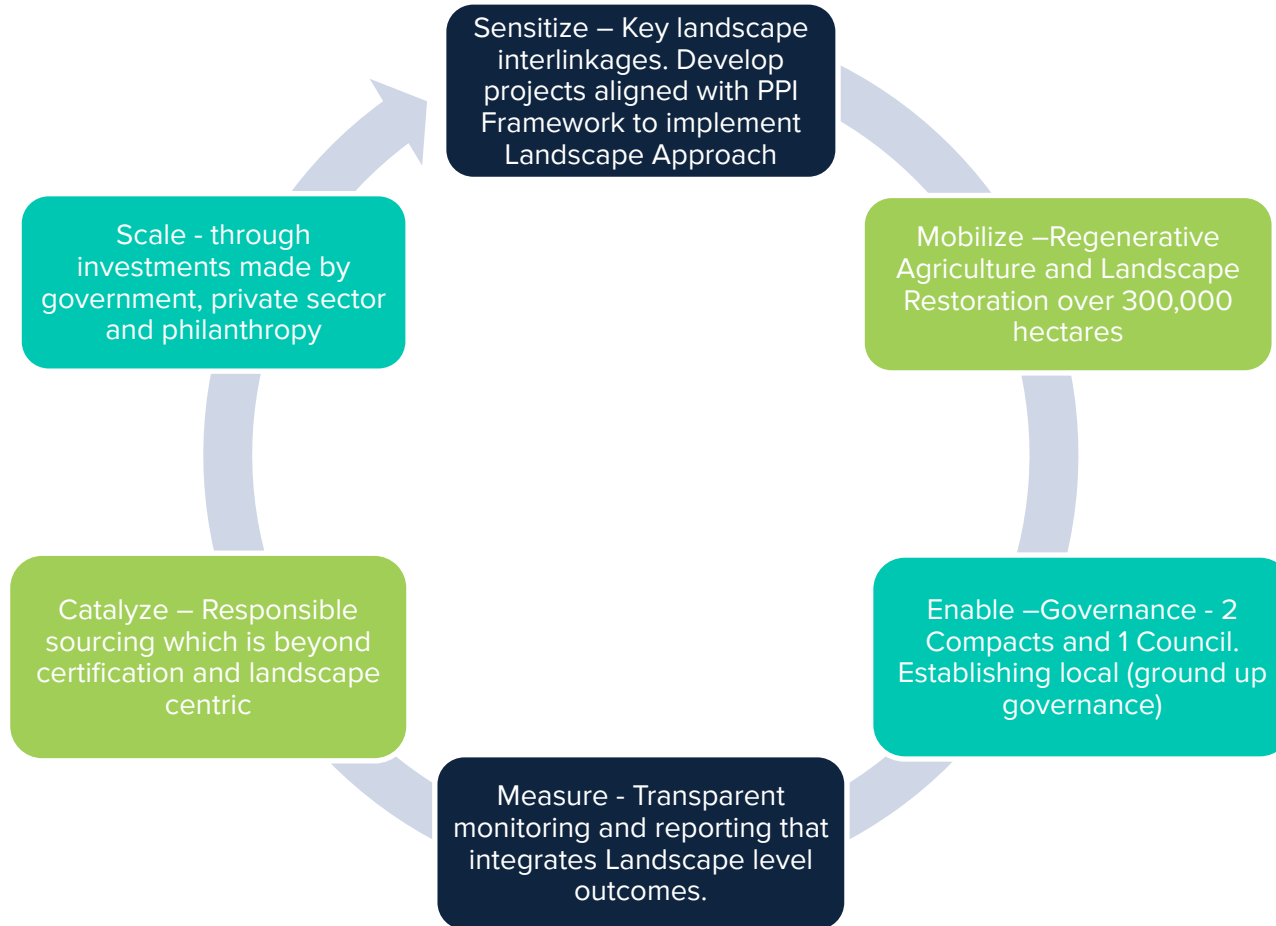 Sensitize – Key landscape
interlinkages. Develop
projects aligned with PPI
Framework to implement
Landscape Approach
Mobilize –Regenerative
Agriculture and Landscape
Restoration over 300,000
hectares
Enable –Governance - 2
Compacts and 1 Council.
Establishing local (ground up
governance)
Measure - Transparent
monitoring and reporting that
integrates Landscape level
outcomes.
Catalyze – Responsible
sourcing which is beyond
certification and landscape
centric
Scale - through
investments made by
government, private sector
and philanthropy